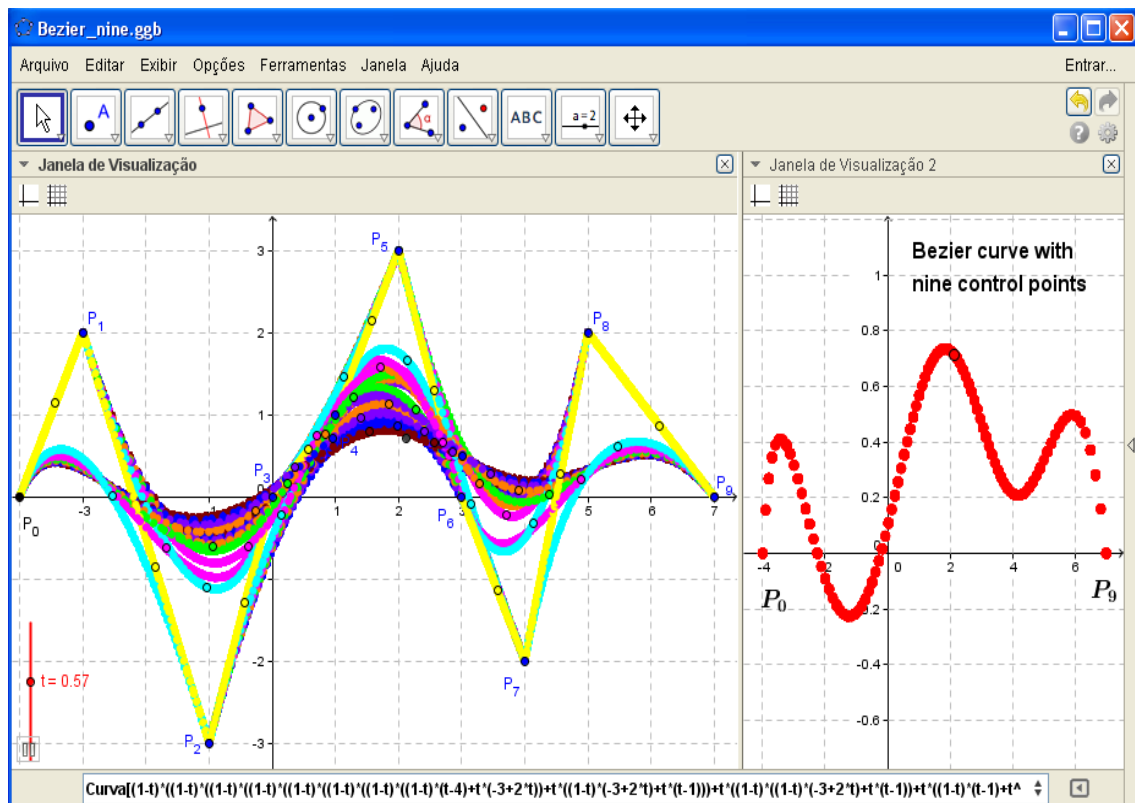 Bezier_nine.ggb
Arquivo Editar Exibir Opções Ferramentas Janela Ajuda Entrar...
A α ABC a=2
Janela de Visualização
Janela de Visualização 2
Bezier curve with
nine control points
P5
P1
P8
P3
4
P0
P6
P9
P7
P2
3
2
1
0
-2
-3
-3 -1 1 2 3 4 5 6 7
t = 0.57
1
0.8
0.6
0.4
0.2
0
-0.2
-0.4
-0.6
-4 -2 2 4 6
P0
P9
Curva[(1-t)*((1-t)*((1-t)*((1-t)*((1-t)*((1-t)*((1-t)*((1-t)*(t-4)+t*(-3+2*t))+t*((1-t)*(-3+2*t)+t*(t-1)))+t*((1-t)*((1-t)*(-3+2*t)+t*(t-1))+t*((1-t)*(t-1)+t^